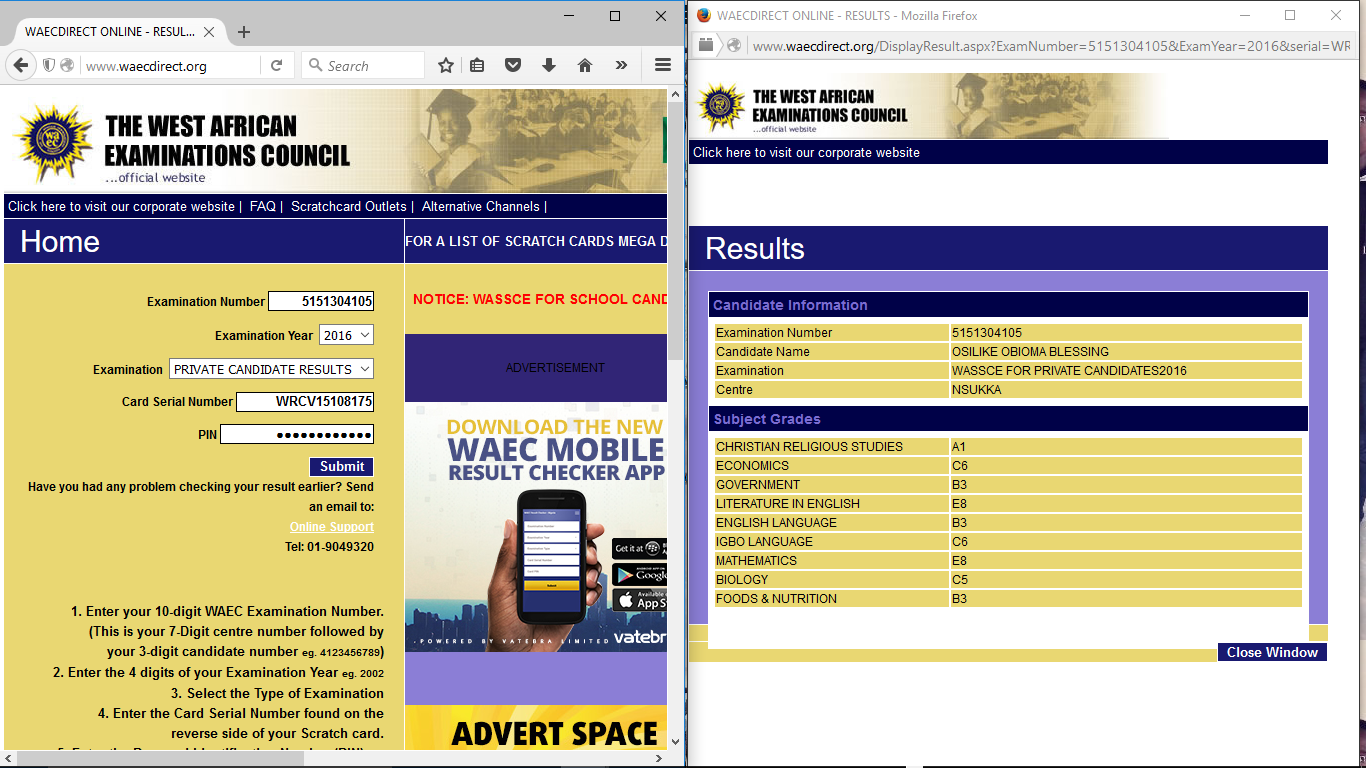 WAECDIRECT ONLINE - RESUL...
www.waecdirect.org
Search
THE WEST AFRICAN
EXAMINATIONS COUNCIL
...official website
Click here to visit our corporate website | FAQ | Scratchcard Outlets | Alternative Channels |
Home
FOR A LIST OF SCRATCH CARDS MEGA D
Examination Number 5151304105
Examination Year 2016
Examination PRIVATE CANDIDATE RESULTS
Card Serial Number WRCV15108175
PIN ●●●●●●●●●●●●
Submit
Have you had any problem checking your result earlier? Send
an email to:
Online Support
Tel: 01-9049320
1. Enter your 10-digit WAEC Examination Number.
(This is your 7-Digit centre number followed by
your 3-digit candidate number eg. 4123456789)
2. Enter the 4 digits of your Examination Year eg. 2002
3. Select the Type of Examination
4. Enter the Card Serial Number found on the
reverse side of your Scratch card.
NOTICE: WASSCE FOR SCHOOL CAND
ADVERTISEMENT
DOWNLOAD THE NEW
WAEC MOBILE
RESULT CHECKER APP
Get it at
Google
Available
App St
POWERED BY VATEBRA LIMITED vatebr
ADVERT SPACE
WAECDIRECT ONLINE - RESULTS - Mozilla Firefox
www.waecdirect.org/DisplayResult.aspx?ExamNumber=5151304105&ExamYear=2016&serial=WR
THE WEST AFRICAN
EXAMINATIONS COUNCIL
...official website
Click here to visit our corporate website
Results
Candidate Information
Examination Number 5151304105
Candidate Name OSILIKE OBIOMA BLESSING
Examination WASSCE FOR PRIVATE CANDIDATES2016
Centre NSUKKA
Subject Grades
CHRISTIAN RELIGIOUS STUDIES A1
ECONOMICS C6
GOVERNMENT B3
LITERATURE IN ENGLISH E8
ENGLISH LANGUAGE B3
IGBO LANGUAGE C6
MATHEMATICS E8
BIOLOGY C5
FOODS & NUTRITION B3
Close Window